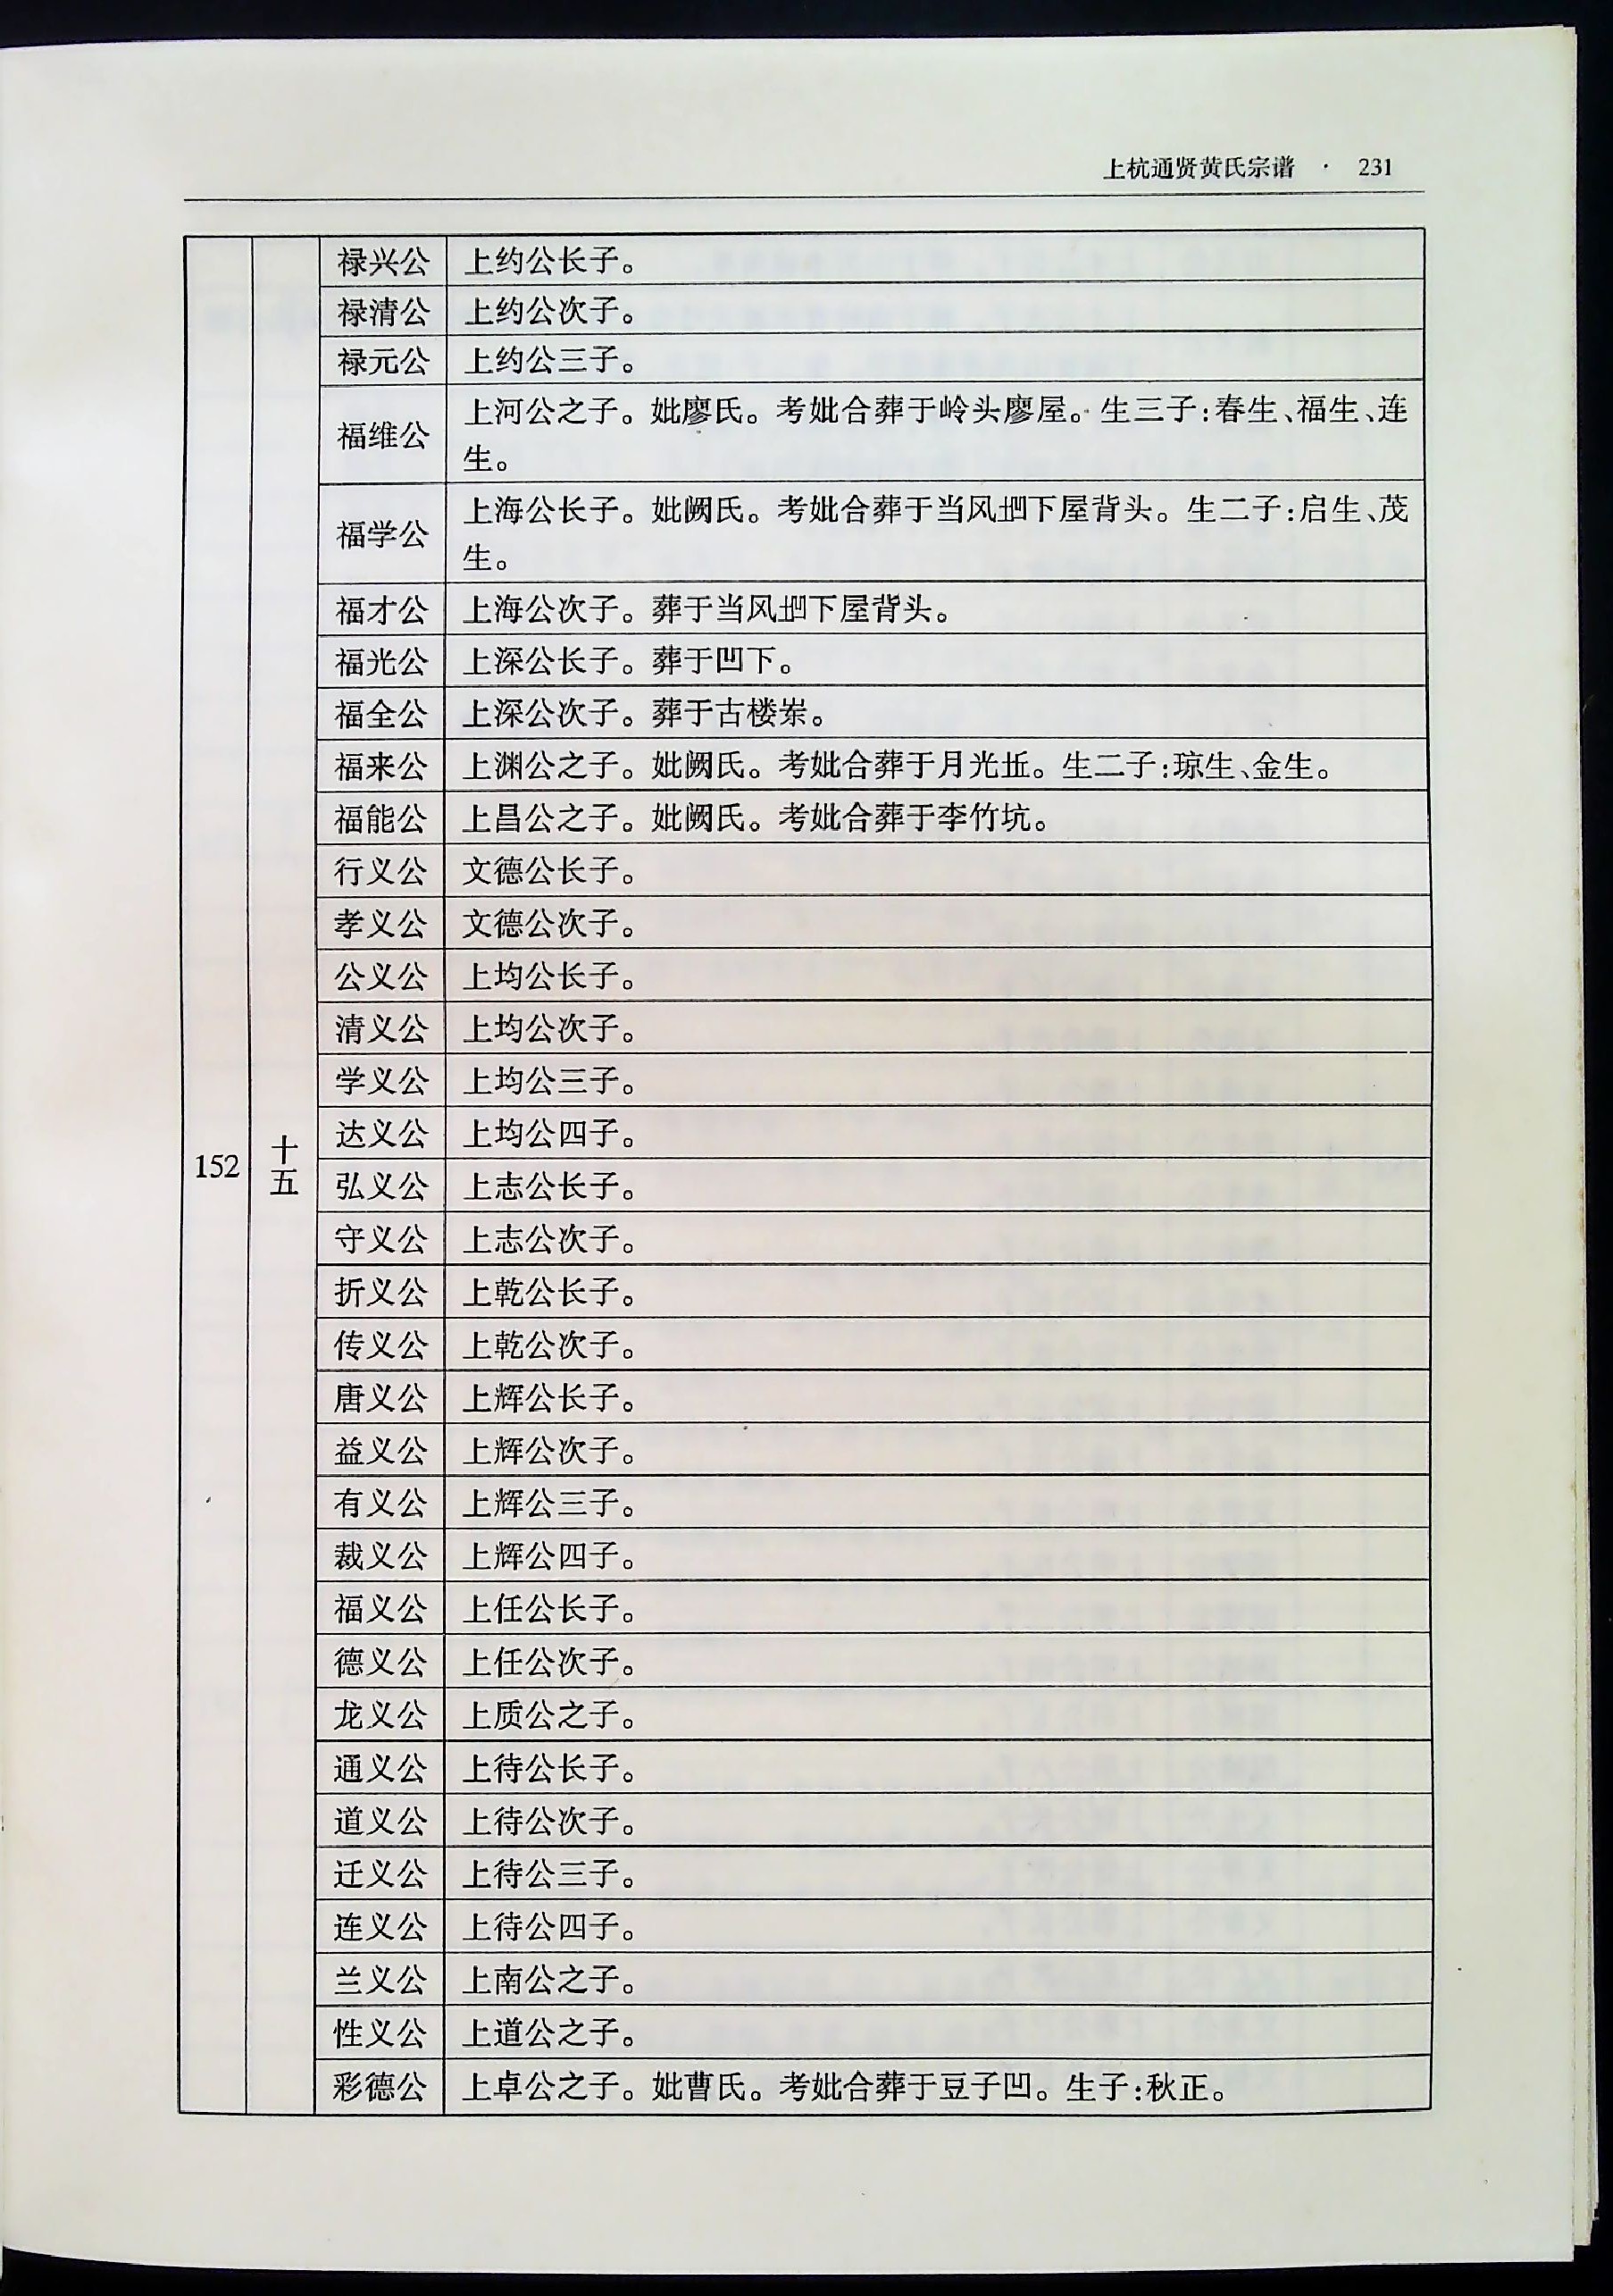 上杭通贤黄氏宗谱 · 231
152
十五
禄兴公 上约公长子。
禄清公 上约公次子。
禄元公 上约公三子。
福维公 上河公之子。妣廖氏。考妣合葬于岭头廖屋。生三子:春生、福生、连
生。
福学公 上海公长子。妣阙氏。考妣合葬于当风下屋背头。生二子:启生、茂
生。
福才公 上海公次子。葬于当风下屋背头。
福光公 上深公长子。葬于凹下。
福全公 上深公次子。葬于古楼岽。
福来公 上渊公之子。妣阙氏。考妣合葬于月光坵。生二子:琼生、金生。
福能公 上昌公之子。妣阙氏。考妣合葬于李竹坑。
行义公 文德公长子。
孝义公 文德公次子。
公义公 上均公长子。
清义公 上均公次子。
学义公 上均公三子。
达义公 上均公四子。
弘义公 上志公长子。
守义公 上志公次子。
折义公 上乾公长子。
传义公 上乾公次子。
唐义公 上辉公长子。
益义公 上辉公次子。
有义公 上辉公三子。
裁义公 上辉公四子。
福义公 上任公长子。
德义公 上任公次子。
龙义公 上质公之子。
通义公 上待公长子。
道义公 上待公次子。
迁义公 上待公三子。
连义公 上待公四子。
兰义公 上南公之子。
性义公 上道公之子。
彩德公 上卓公之子。妣曹氏。考妣合葬于豆子凹。生子:秋正。